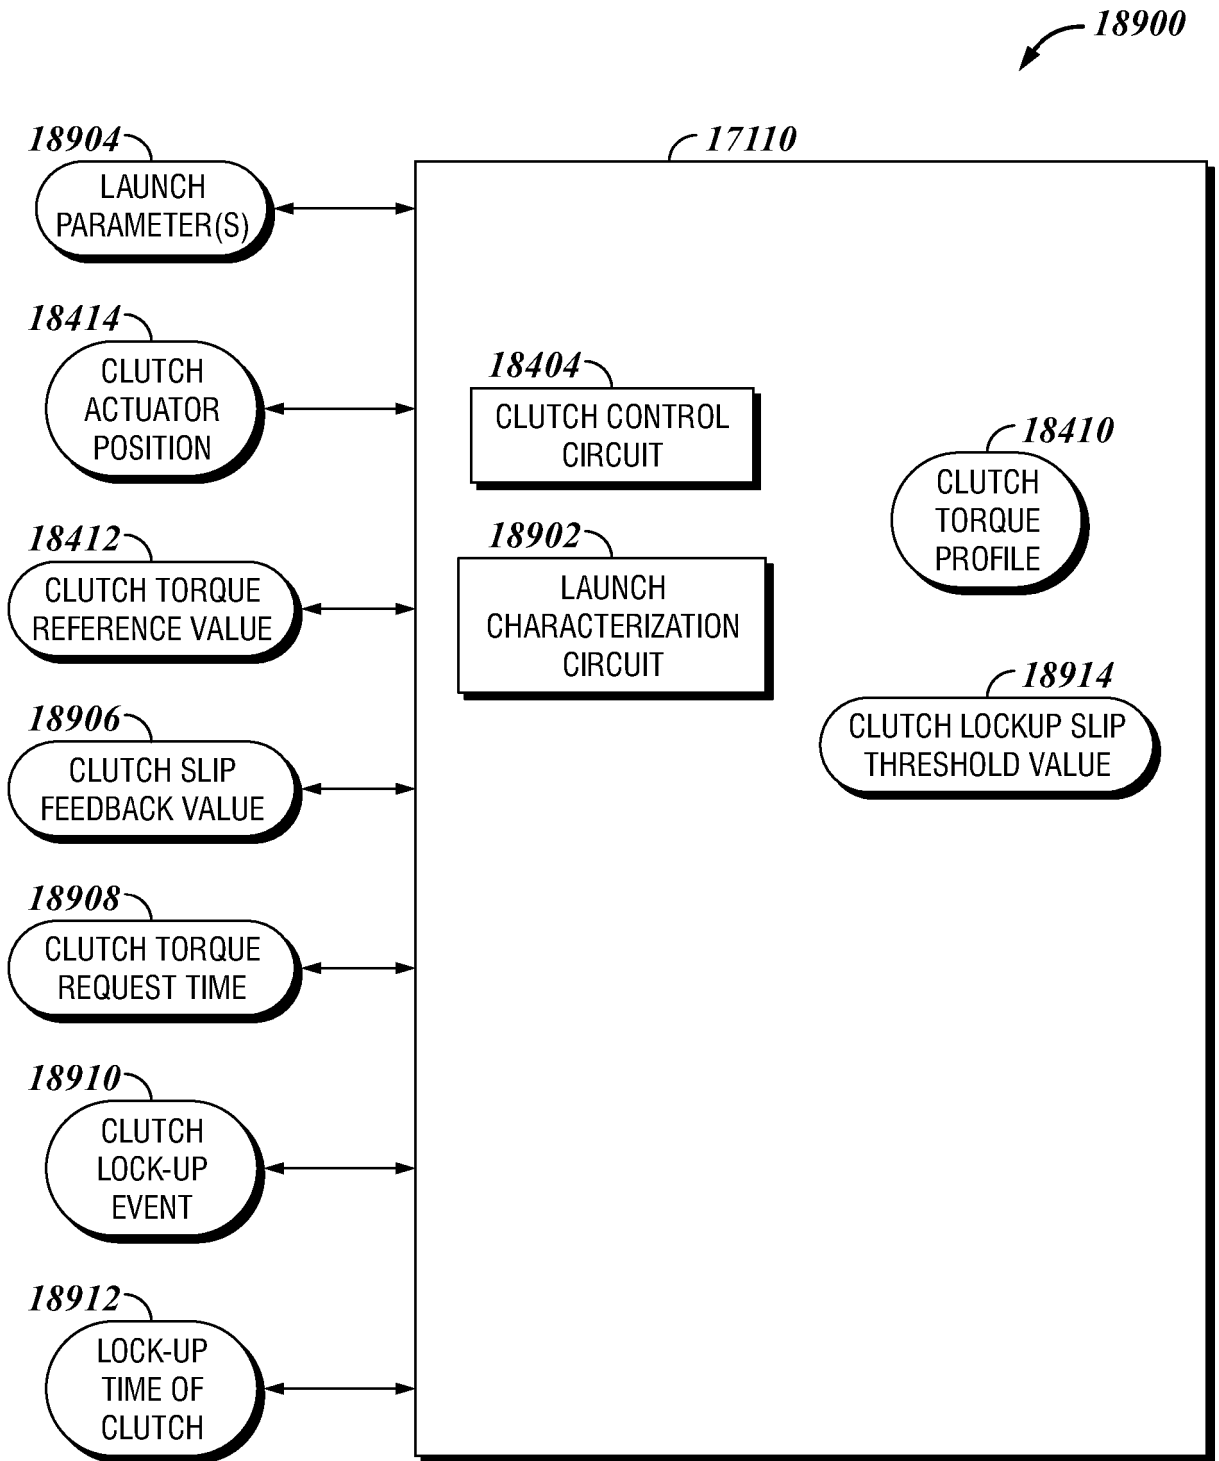 18900
18904
LAUNCH
PARAMETER(S)
17110
18414
CLUTCH
ACTUATOR
POSITION
18404
CLUTCH CONTROL
CIRCUIT
18410
CLUTCH
TORQUE
PROFILE
18412
CLUTCH TORQUE
REFERENCE VALUE
18902
LAUNCH
CHARACTERIZATION
CIRCUIT
18914
CLUTCH LOCKUP SLIP
THRESHOLD VALUE
18906
CLUTCH SLIP
FEEDBACK VALUE
18908
CLUTCH TORQUE
REQUEST TIME
18910
CLUTCH
LOCK-UP
EVENT
18912
LOCK-UP
TIME OF
CLUTCH